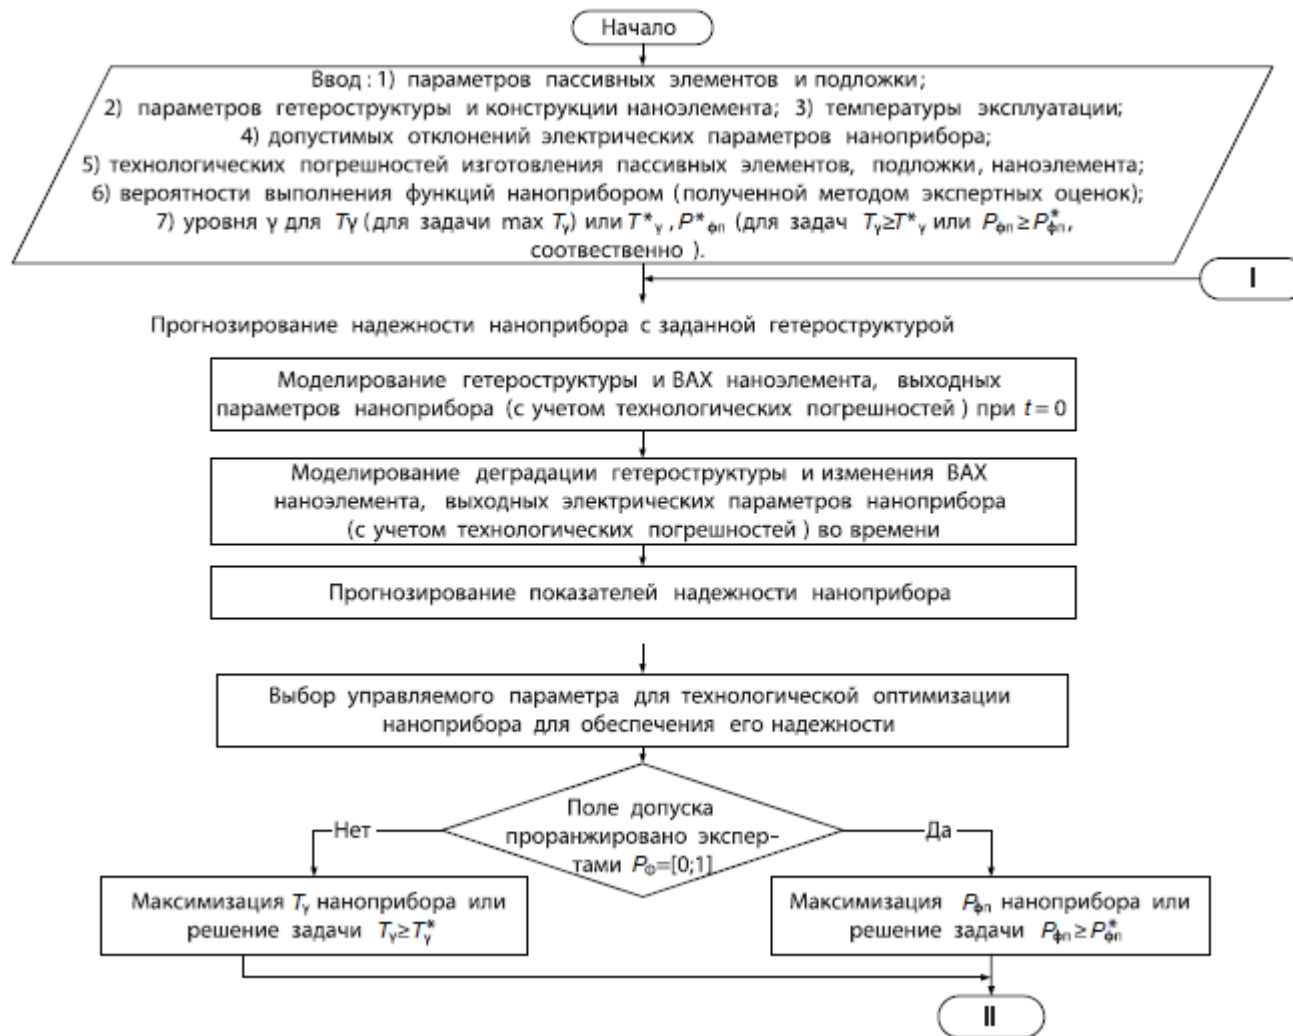 Начало
Ввод : 1) параметров пассивных элементов и подложки;
2) параметров гетероструктуры и конструкции наноэлемента; 3) температуры эксплуатации;
4) допустимых отклонений электрических параметров наноприбора;
5) технологических погрешностей изготовления пассивных элементов, подложки, наноэлемента;
6) вероятности выполнения функций наноприбором (полученной методом экспертных оценок);
7) уровня γ для Tγ (для задачи max Tγ) или T*γ , P*фп (для задач Tγ≥T*γ или Pфп≥P*фп,
соотвественно ).
I
Прогнозирование надежности наноприбора с заданной гетероструктурой
Моделирование гетероструктуры и ВАХ наноэлемента, выходных
параметров наноприбора (с учетом технологических погрешностей ) при t = 0
Моделирование деградации гетероструктуры и изменения ВАХ
наноэлемента, выходных электрических параметров наноприбора
(с учетом технологических погрешностей ) во времени
Прогнозирование показателей надежности наноприбора
Выбор управляемого параметра для технологической оптимизации
наноприбора для обеспечения его надежности
Поле допуска
проранжировано экспер-
тами PФ=[0;1]
Нет
Да
Максимизация Tγ наноприбора или
решение задачи Tγ≥T*γ
Максимизация Pфп наноприбора или
решение задачи Pфп≥P*фп
II